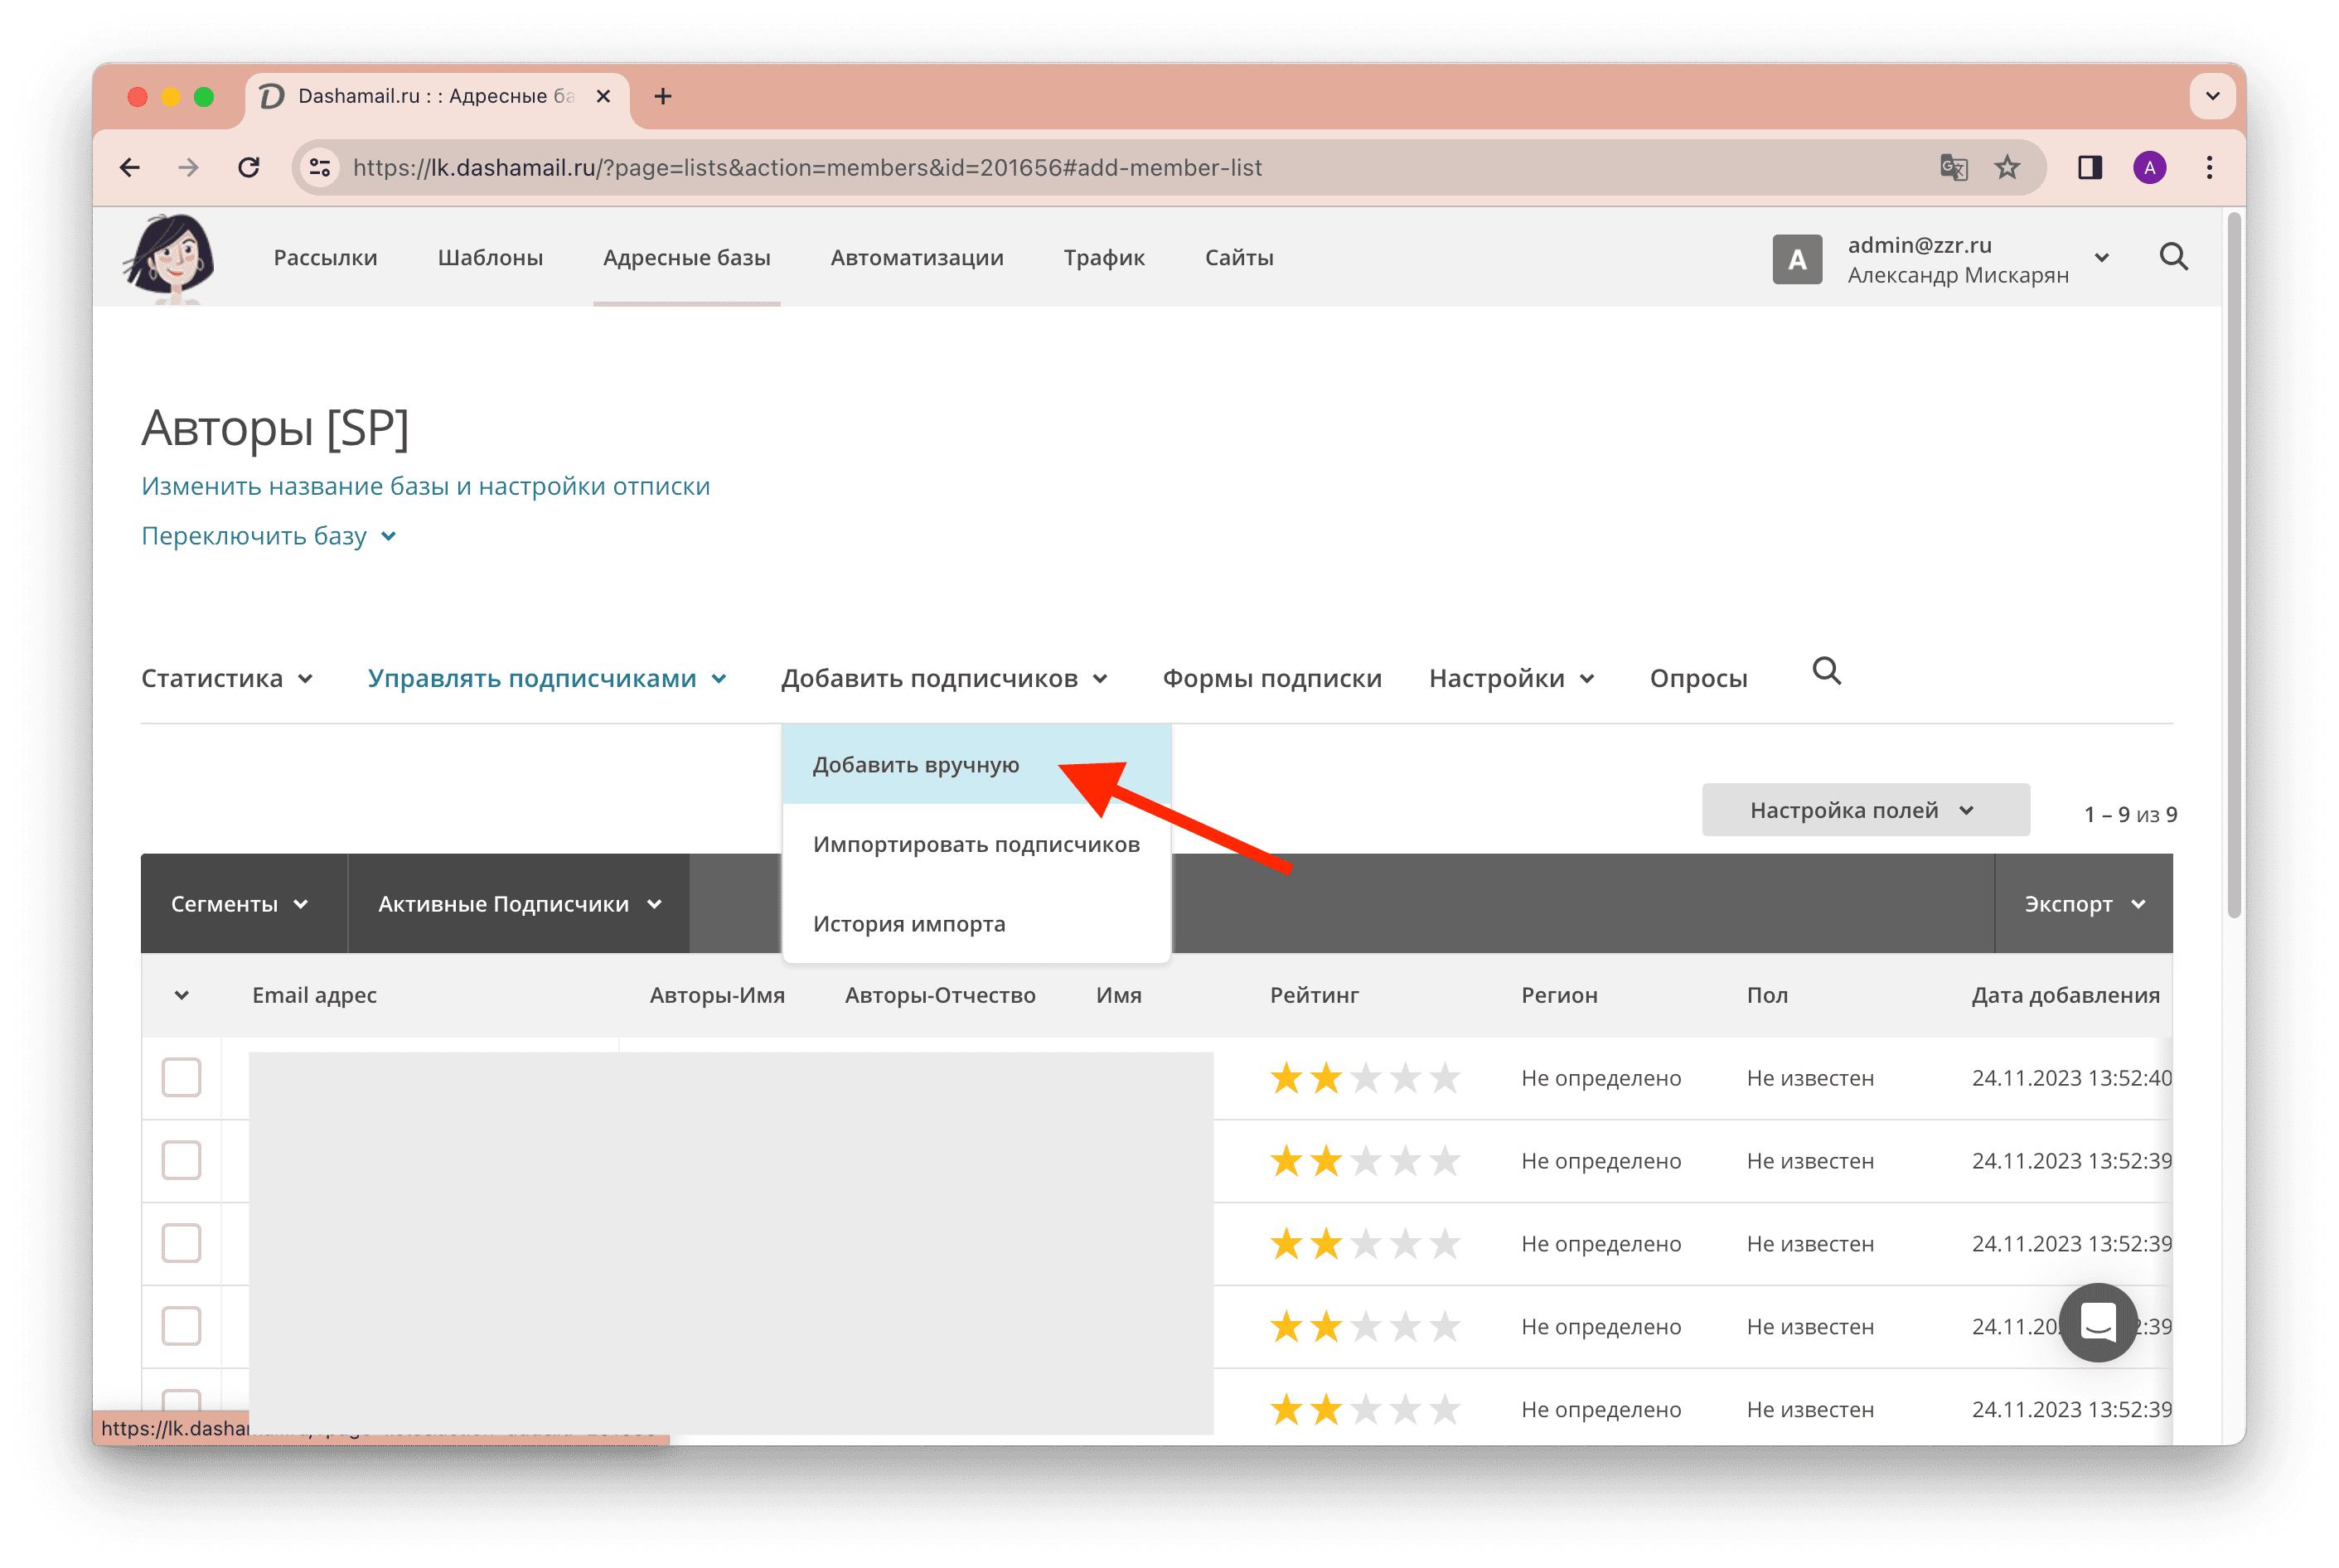 Dashamail.ru : : Адресные ба
https://lk.dashamail.ru/?page=lists&action=members&id=201656#add-member-list
A
Рассылки Шаблоны Адресные базы Автоматизации Трафик Сайты
A
admin@zzr.ru
Александр Мискарян
Авторы [SP]
Изменить название базы и настройки отписки
Переключить базу
Статистика Управлять подписчиками Добавить подписчиков Формы подписки Настройки Опросы
Добавить вручную
Импортировать подписчиков
История импорта
Настройка полей 1 – 9 из 9
Сегменты Активные Подписчики Экспорт
Email адрес Авторы-Имя Авторы-Отчество Имя Рейтинг Регион Пол Дата добавления
Не определено Не известен 24.11.2023 13:52:40
Не определено Не известен 24.11.2023 13:52:39
Не определено Не известен 24.11.2023 13:52:39
Не определено Не известен 24.11.20 2:39
Не определено Не известен 24.11.2023 13:52:39
https://lk.dasha